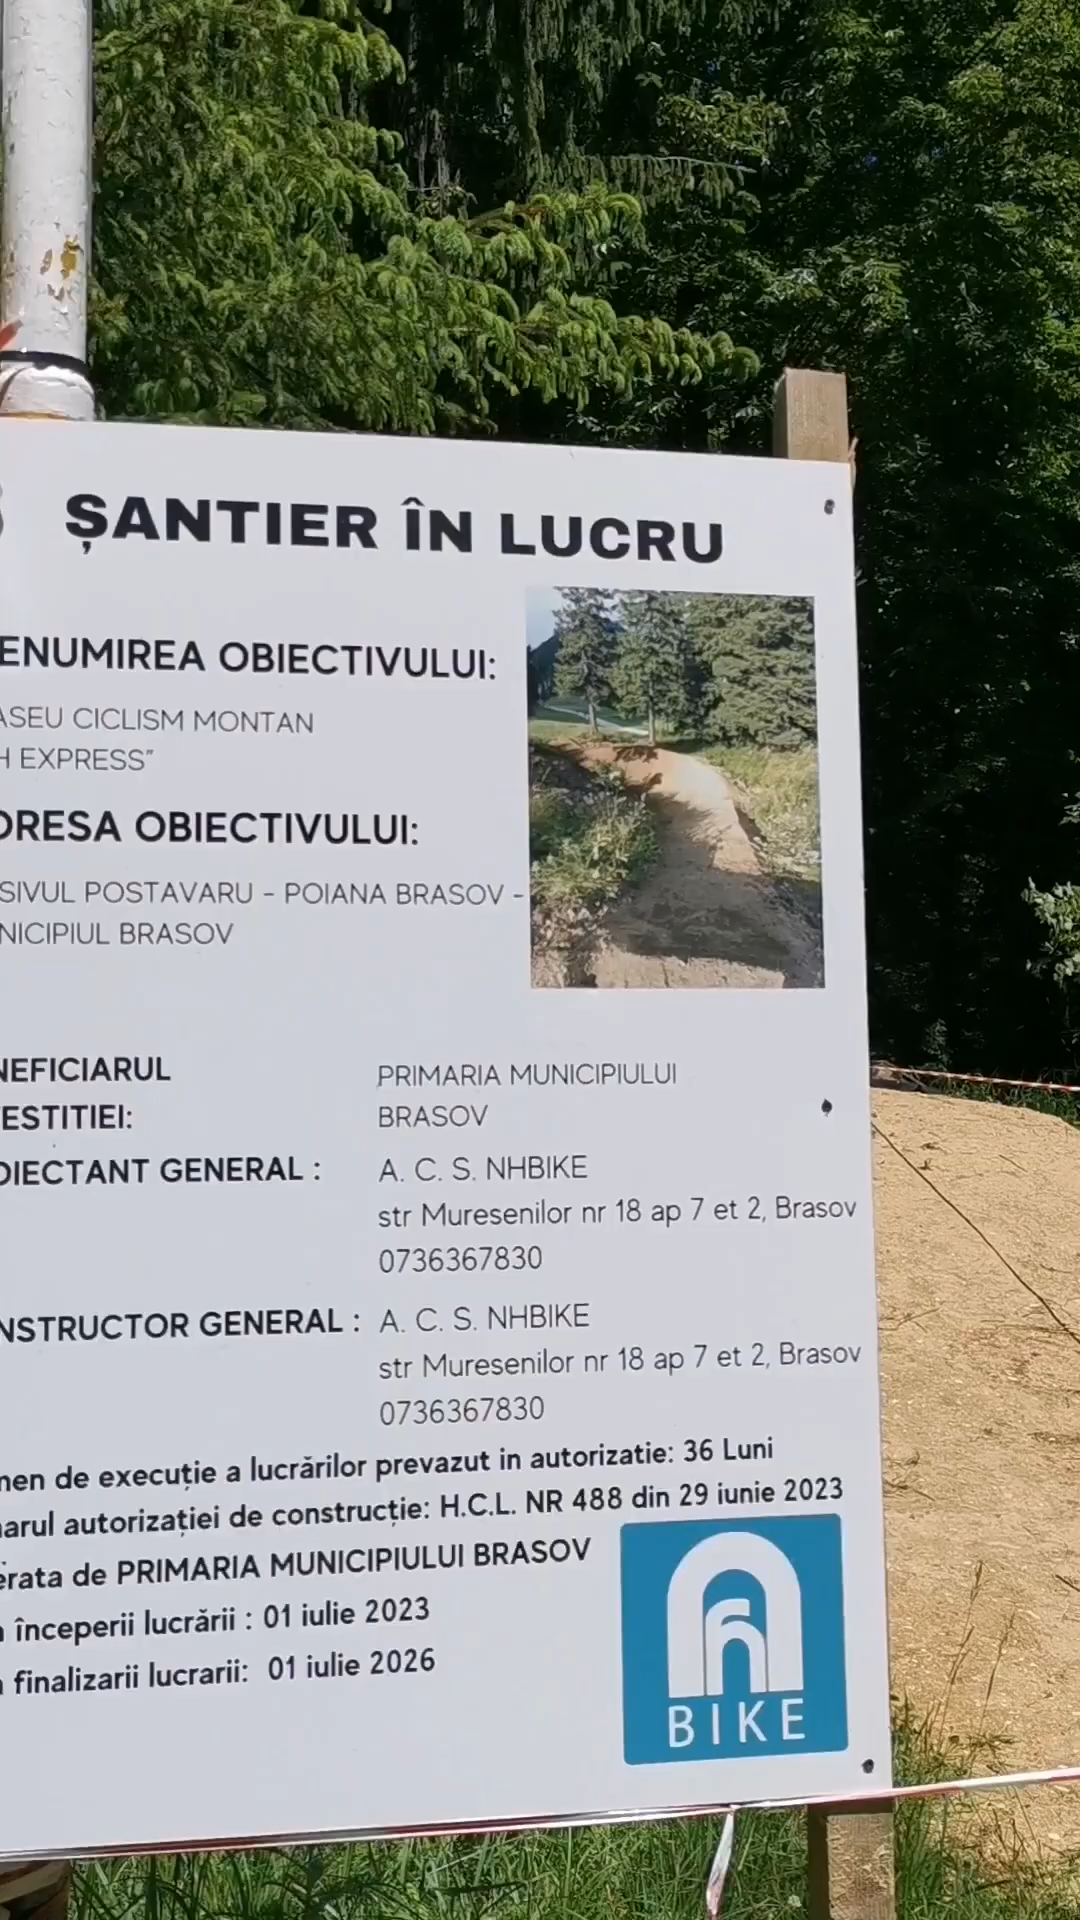 ȘANTIER ÎN LUCRU
ENUMIREA OBIECTIVULUI:
ASEU CICLISM MONTAN
H EXPRESS”
DRESA OBIECTIVULUI:
SIVUL POSTAVARU - POIANA BRASOV -
NICIPIUL BRASOV
NEFICIARUL
ESTITIEI:
PRIMARIA MUNICIPIULUI
BRASOV
OIECTANT GENERAL :
A. C. S. NHBIKE
str Muresenilor nr 18 ap 7 et 2, Brasov
0736367830
NSTRUCTOR GENERAL :
A. C. S. NHBIKE
str Muresenilor nr 18 ap 7 et 2, Brasov
0736367830
men de execuție a lucrărilor prevazut in autorizatie: 36 Luni
arul autorizației de construcție: H.C.L. NR 488 din 29 iunie 2023
erata de PRIMARIA MUNICIPIULUI BRASOV
începerii lucrării : 01 iulie 2023
finalizarii lucrarii: 01 iulie 2026
BIKE